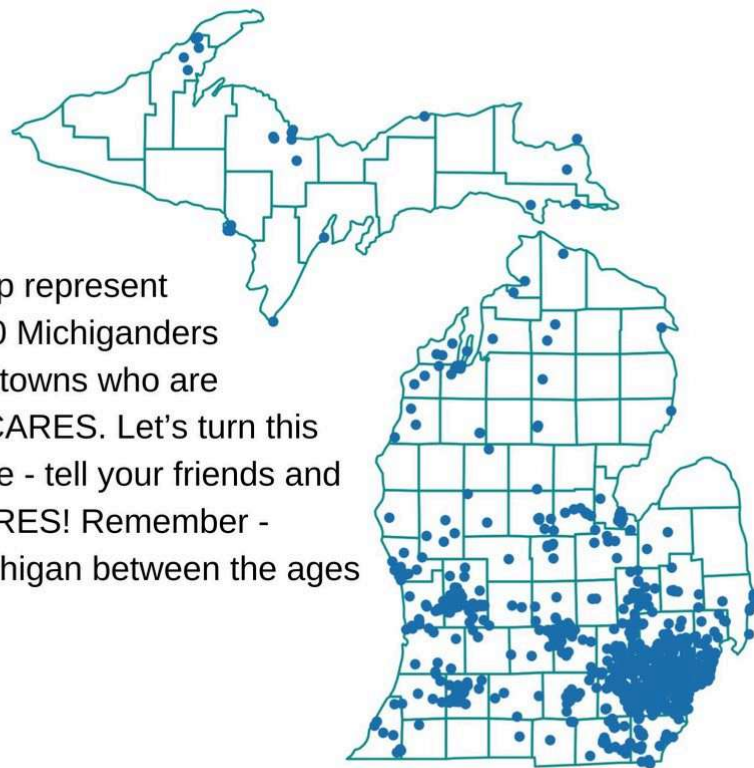 p represent
0 Michiganders
towns who are
CARES. Let’s turn this
e - tell your friends and
RES! Remember -
higan between the ages